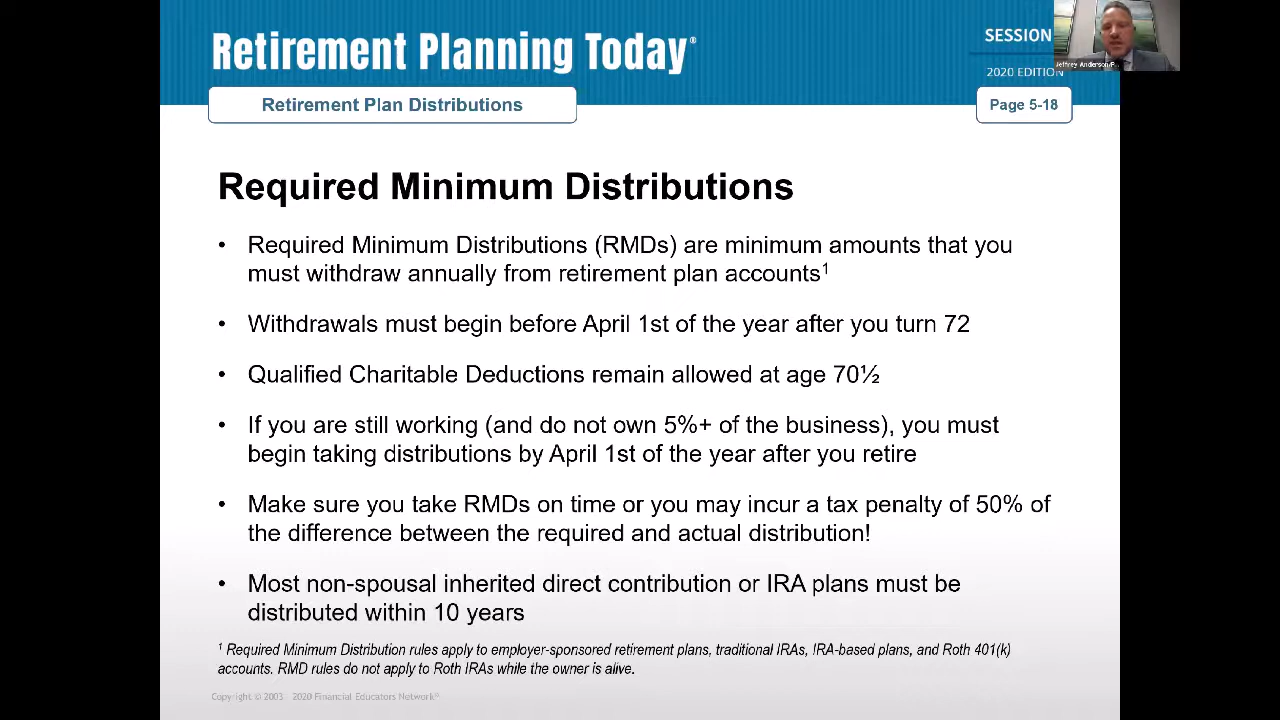 Retirement Planning Today®
SESSION
2020 EDITION
Jeffrey Anderson/P...
Retirement Plan Distributions
Page 5-18
Required Minimum Distributions
• Required Minimum Distributions (RMDs) are minimum amounts that you
must withdraw annually from retirement plan accounts¹
• Withdrawals must begin before April 1st of the year after you turn 72
• Qualified Charitable Deductions remain allowed at age 70½
• If you are still working (and do not own 5%+ of the business), you must
begin taking distributions by April 1st of the year after you retire
• Make sure you take RMDs on time or you may incur a tax penalty of 50% of
the difference between the required and actual distribution!
• Most non-spousal inherited direct contribution or IRA plans must be
distributed within 10 years
¹ Required Minimum Distribution rules apply to employer-sponsored retirement plans, traditional IRAs, IRA-based plans, and Roth 401(k)
accounts. RMD rules do not apply to Roth IRAs while the owner is alive.
Copyright © 2003 - 2020 Financial Educators Network®